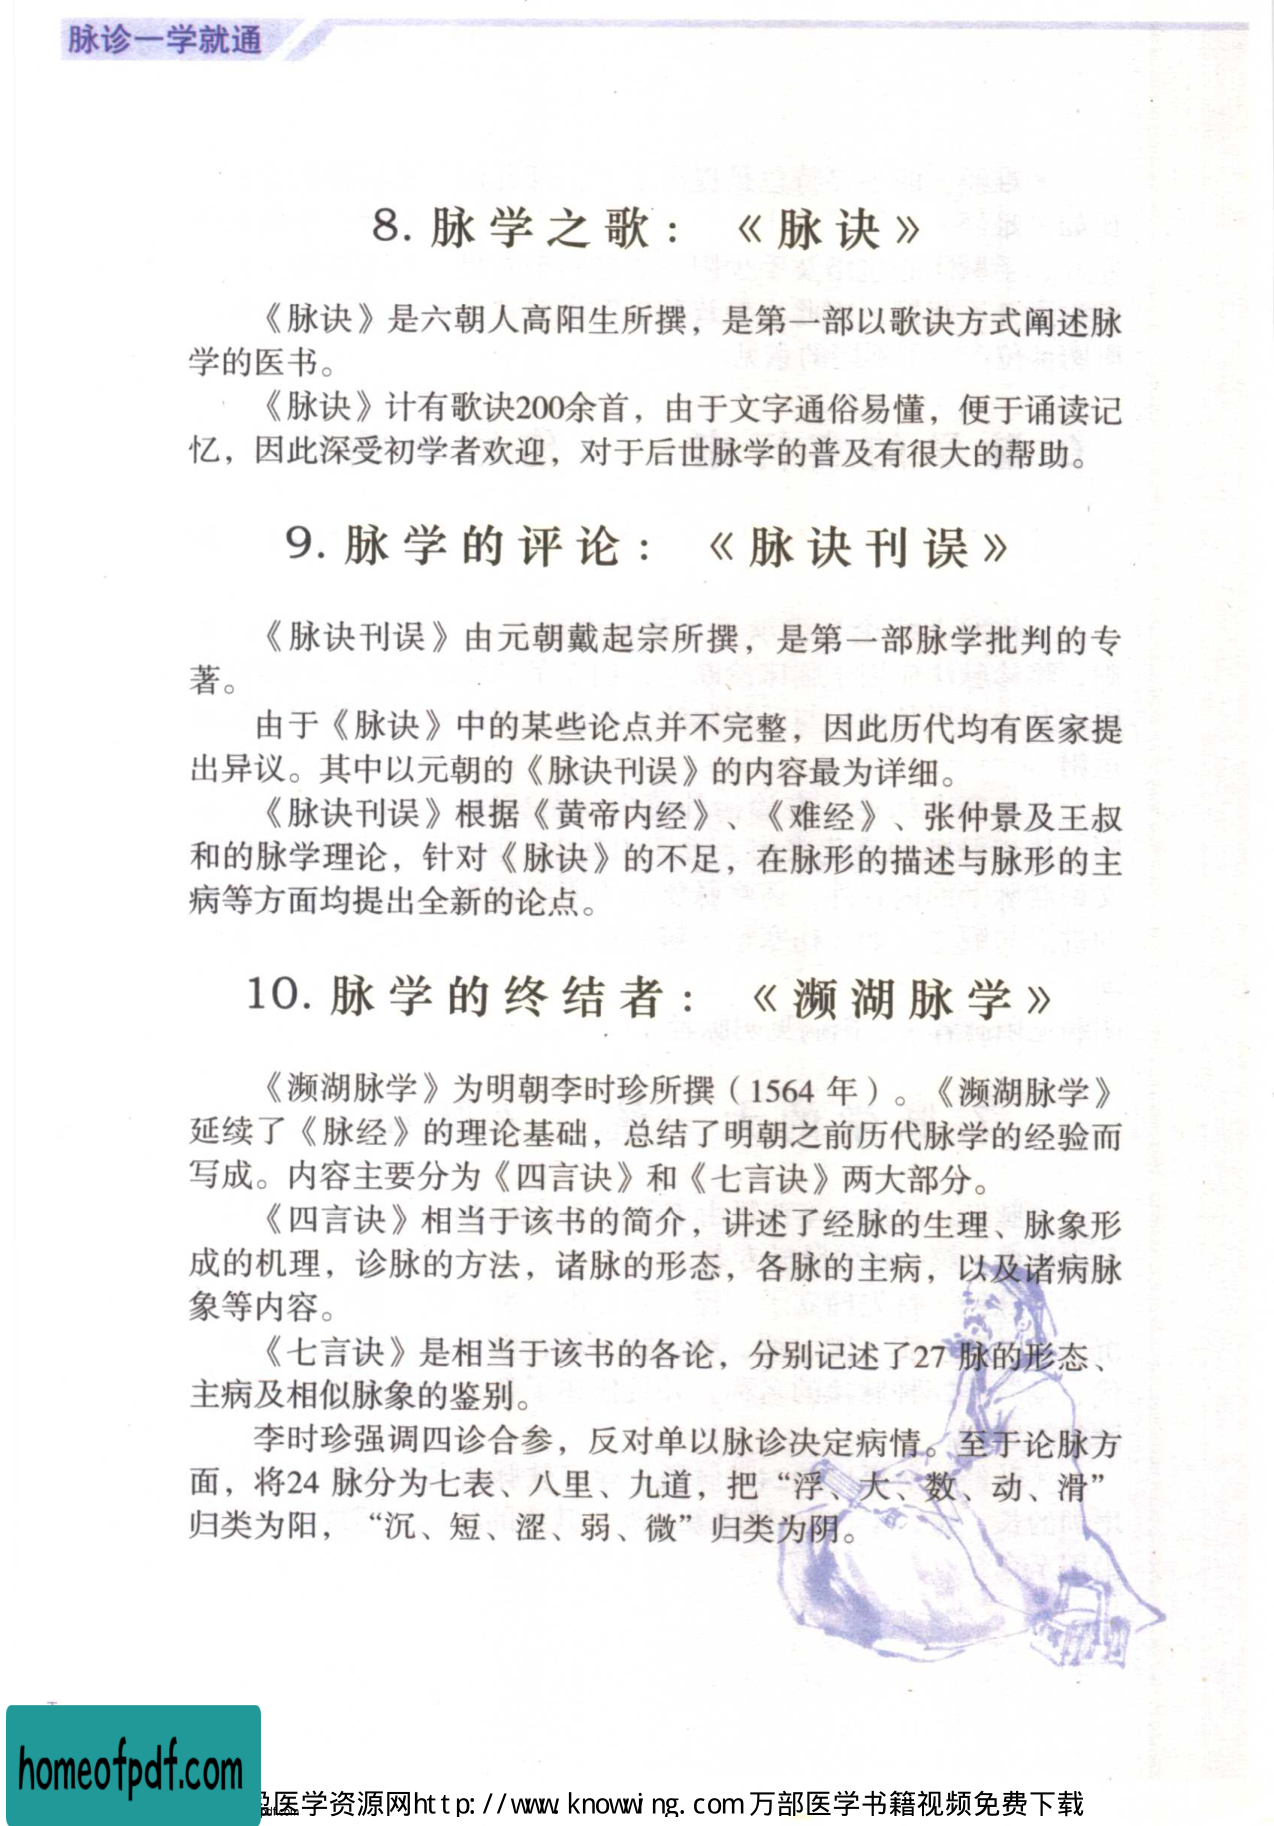 脉诊一学就通
8. 脉学之歌：《脉诀》
《脉诀》是六朝人高阳生所撰，是第一部以歌诀方式阐述脉
学的医书。
《脉诀》计有歌诀200余首，由于文字通俗易懂，便于诵读记
忆，因此深受初学者欢迎，对于后世脉学的普及有很大的帮助。
9. 脉学的评论：《脉诀刊误》
《脉诀刊误》由元朝戴起宗所撰，是第一部脉学批判的专
著。
由于《脉诀》中的某些论点并不完整，因此历代均有医家提
出异议。其中以元朝的《脉诀刊误》的内容最为详细。
《脉诀刊误》根据《黄帝内经》、《难经》、张仲景及王叔
和的脉学理论，针对《脉诀》的不足，在脉形的描述与脉形的主
病等方面均提出全新的论点。
10. 脉学的终结者：《濒湖脉学》
《濒湖脉学》为明朝李时珍所撰（1564 年）。《濒湖脉学》
延续了《脉经》的理论基础，总结了明朝之前历代脉学的经验而
写成。内容主要分为《四言诀》和《七言诀》两大部分。
《四言诀》相当于该书的简介，讲述了经脉的生理、脉象形
成的机理，诊脉的方法，诸脉的形态，各脉的主病，以及诸病脉
象等内容。
《七言诀》是相当于该书的各论，分别记述了27 脉的形态、
主病及相似脉象的鉴别。
李时珍强调四诊合参，反对单以脉诊决定病情。至于论脉方
面，将24 脉分为七表、八里、九道，把“浮、大、数、动、滑”
归类为阳，“沉、短、涩、弱、微”归类为阴。
homeofpdf.com
医学资源网http://www.knowwing.com万部医学书籍视频免费下载